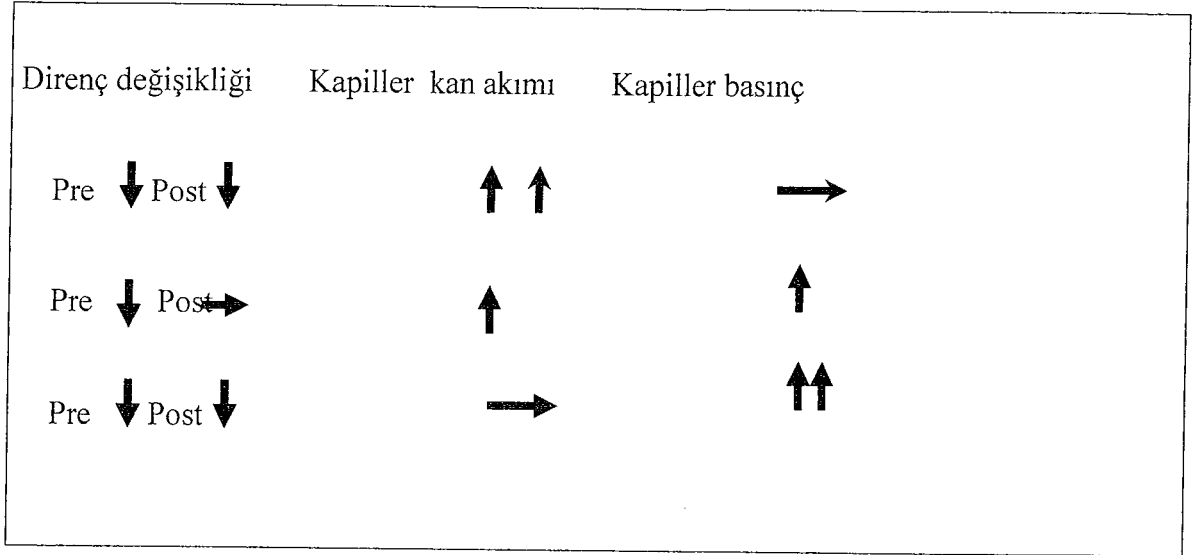 Direnç değişikliği Kapiller kan akımı Kapiller basınç
Pre ↓ Post ↓ ↑ ↑ →
Pre ↓ Post → ↑ ↑
Pre ↓ Post ↓ → ↑↑